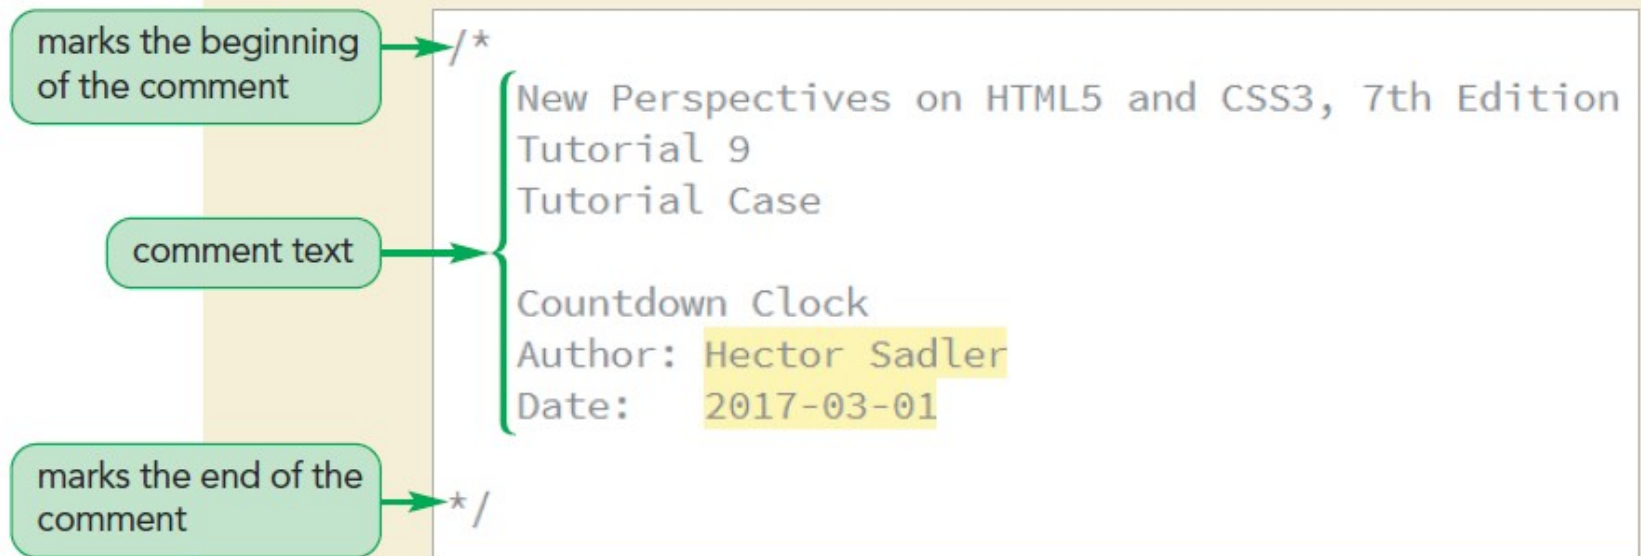 marks the beginning
of the comment
/*
New Perspectives on HTML5 and CSS3, 7th Edition
Tutorial 9
Tutorial Case
comment text
Countdown Clock
Author: Hector Sadler
Date:   2017-03-01
marks the end of the
comment
*/